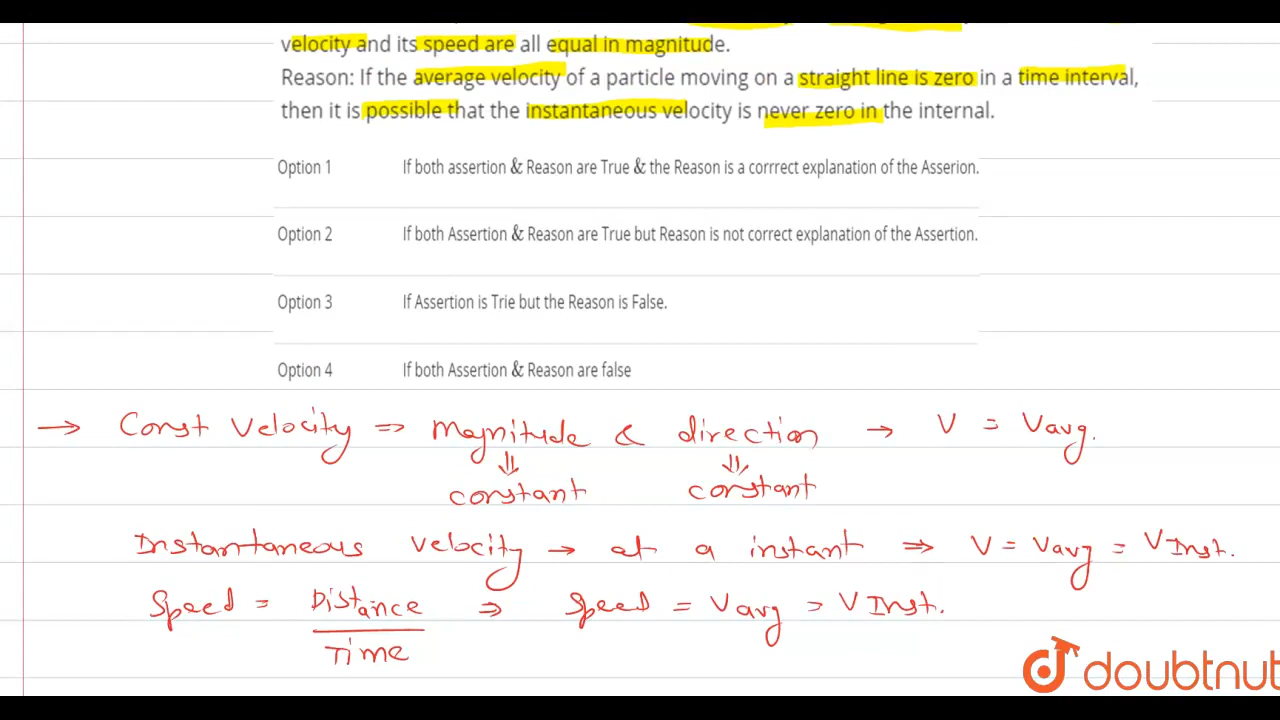 velocity and its speed are all equal in magnitude.
Reason: If the average velocity of a particle moving on a straight line is zero in a time interval,
then it is possible that the instantaneous velocity is never zero in the internal.
Option 1 If both assertion & Reason are True & the Reason is a corrrect explanation of the Asserion.
Option 2 If both Assertion & Reason are True but Reason is not correct explanation of the Assertion.
Option 3 If Assertion is Trie but the Reason is False.
Option 4 If both Assertion & Reason are false
→ Const Velocity => Magnitude & direction → V = Vavg.
⇓ ⇓
constant constant
Instantaneous velocity → at a instant ⇒ V = Vavg = VInst.
Speed = Distance ⇒ Speed = Vavg = VInst.
Time
doubtnut